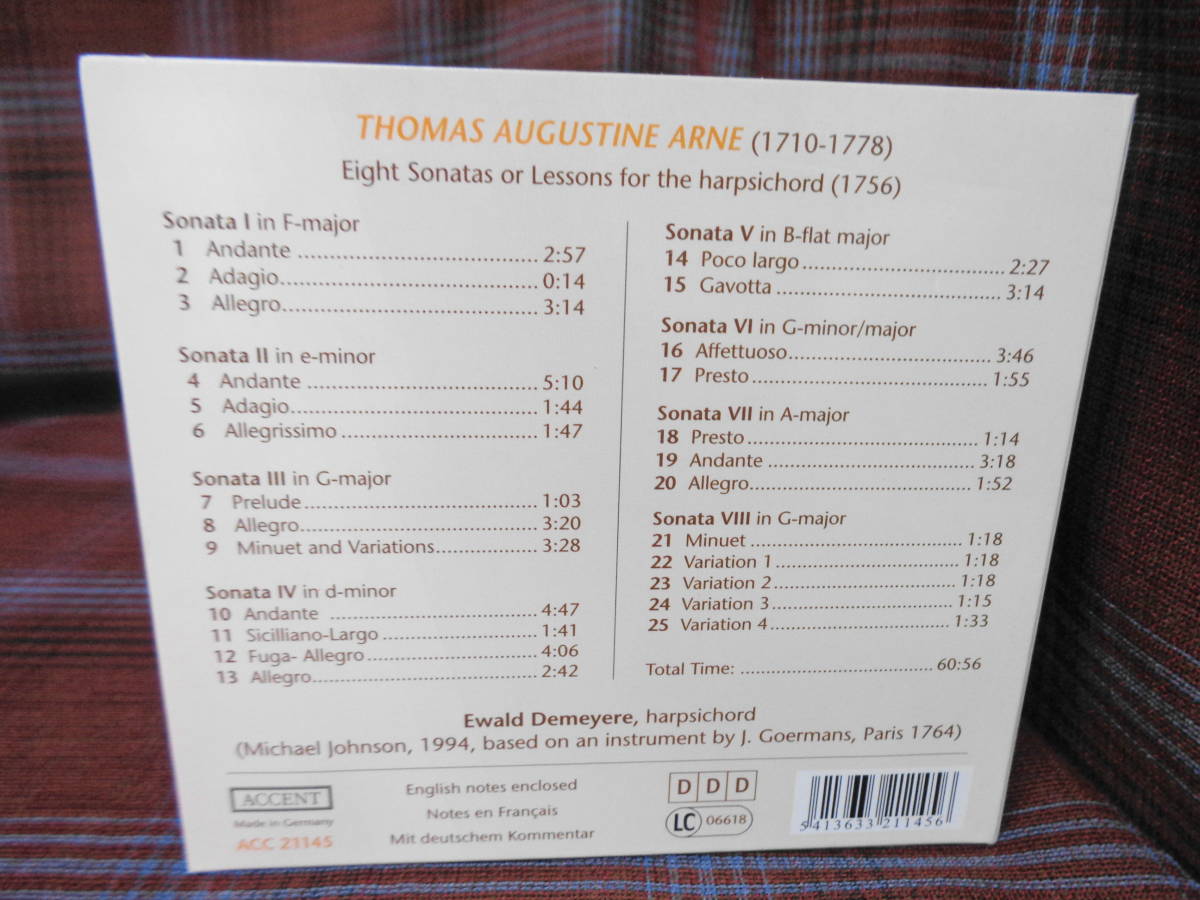 THOMAS AUGUSTINE ARNE (1710-1778)
Eight Sonatas or Lessons for the harpsichord (1756)
Sonata I in F-major
1 Andante ........ 2:57
2 Adagio........ 0:14
3 Allegro........ 3:14
Sonata II in e-minor
4 Andante ........ 5:10
5 Adagio........ 1:44
6 Allegrissimo ........ 1:47
Sonata III in G-major
7 Prelude ........ 1:03
8 Allegro........ 3:20
9 Minuet and Variations........ 3:28
Sonata IV in d-minor
10 Andante ........ 4:47
11 Sicilliano-Largo ........ 1:41
12 Fuga- Allegro ........ 4:06
13 Allegro........ 2:42
Sonata V in B-flat major
14 Poco largo ........ 2:27
15 Gavotta ........ 3:14
Sonata VI in G-minor/major
16 Affettuoso........ 3:46
17 Presto ........ 1:55
Sonata VII in A-major
18 Presto ........ 1:14
19 Andante ........ 3:18
20 Allegro........ 1:52
Sonata VIII in G-major
21 Minuet ........ 1:18
22 Variation 1 ........ 1:18
23 Variation 2 ........ 1:18
24 Variation 3 ........ 1:15
25 Variation 4 ........ 1:33
Total Time: ........ 60:56
Ewald Demeyere, harpsichord
(Michael Johnson, 1994, based on an instrument by J. Goermans, Paris 1764)
ACCENT
Made in Germany
ACC 21145
English notes enclosed
Notes en Français
Mit deutschem Kommentar
DDD
LC 06618
5 413633 211456